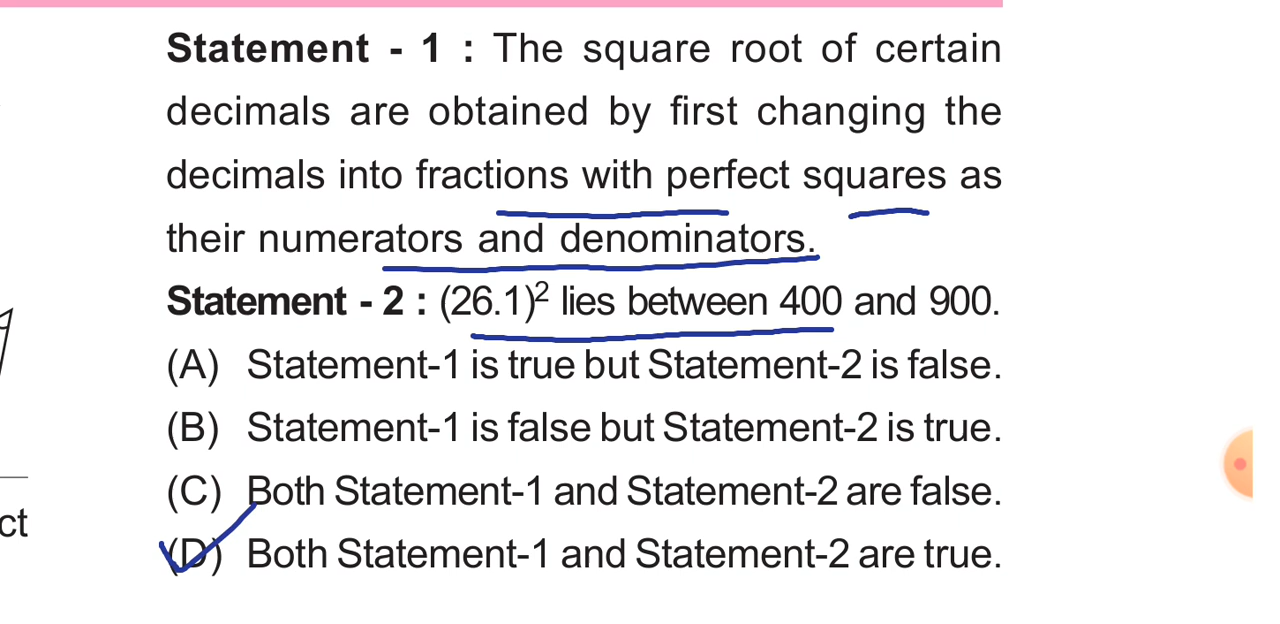 Statement - 1 : The square root of certain
decimals are obtained by first changing the
decimals into fractions with perfect squares as
their numerators and denominators.
Statement - 2 : (26.1)² lies between 400 and 900.
(A) Statement-1 is true but Statement-2 is false.
(B) Statement-1 is false but Statement-2 is true.
(C) Both Statement-1 and Statement-2 are false.
ct
(D) Both Statement-1 and Statement-2 are true.